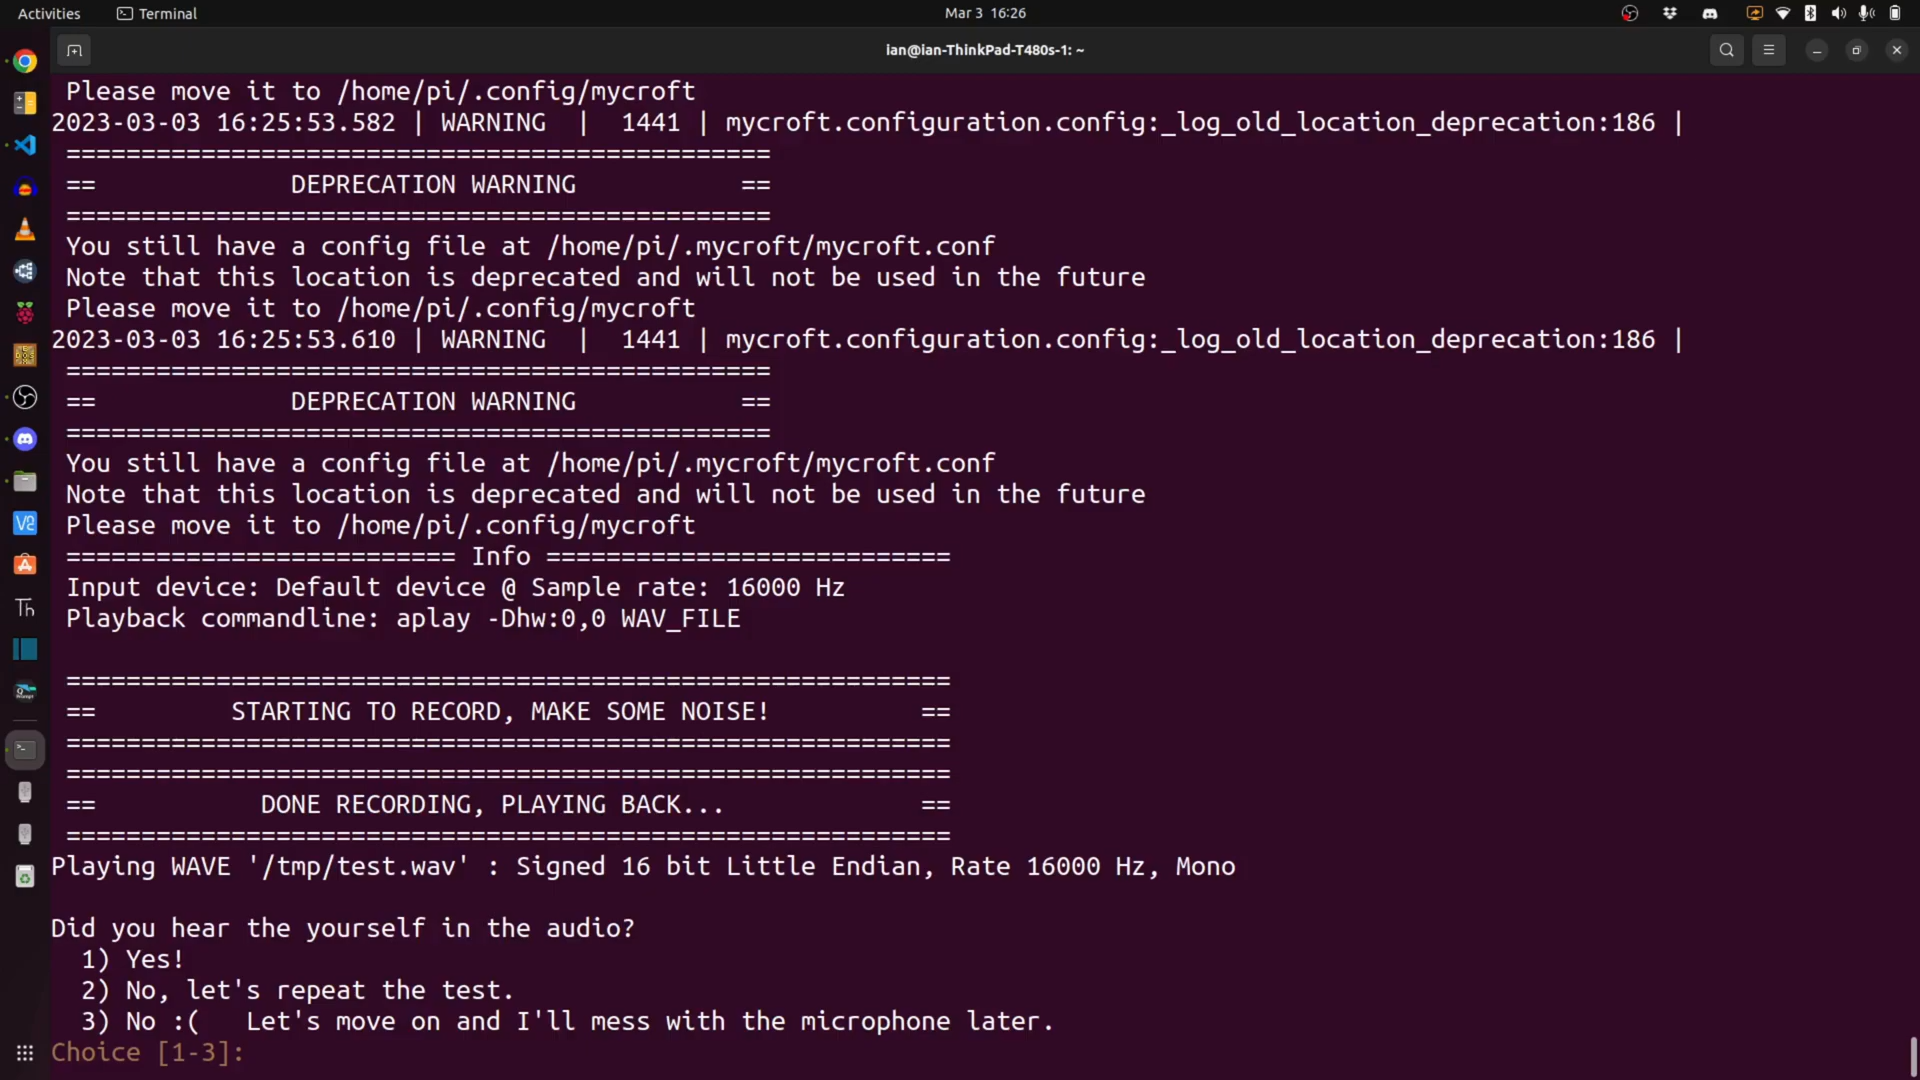 Activities
Terminal
Mar 3 16:26
ian@ian-ThinkPad-T480s-1: ~
Please move it to /home/pi/.config/mycroft
2023-03-03 16:25:53.582 | WARNING  |  1441 | mycroft.configuration.config:_log_old_location_deprecation:186 |
===============================================
==             DEPRECATION WARNING           ==
===============================================
You still have a config file at /home/pi/.mycroft/mycroft.conf
Note that this location is deprecated and will not be used in the future
Please move it to /home/pi/.config/mycroft
2023-03-03 16:25:53.610 | WARNING  |  1441 | mycroft.configuration.config:_log_old_location_deprecation:186 |
===============================================
==             DEPRECATION WARNING           ==
===============================================
You still have a config file at /home/pi/.mycroft/mycroft.conf
Note that this location is deprecated and will not be used in the future
Please move it to /home/pi/.config/mycroft
========================== Info ===========================
Input device: Default device @ Sample rate: 16000 Hz
Playback commandline: aplay -Dhw:0,0 WAV_FILE
===========================================================
==         STARTING TO RECORD, MAKE SOME NOISE!          ==
===========================================================
===========================================================
==           DONE RECORDING, PLAYING BACK...             ==
===========================================================
Playing WAVE '/tmp/test.wav' : Signed 16 bit Little Endian, Rate 16000 Hz, Mono
Did you hear the yourself in the audio?
1) Yes!
2) No, let's repeat the test.
3) No :(   Let's move on and I'll mess with the microphone later.
Choice [1-3]:
V2
Th